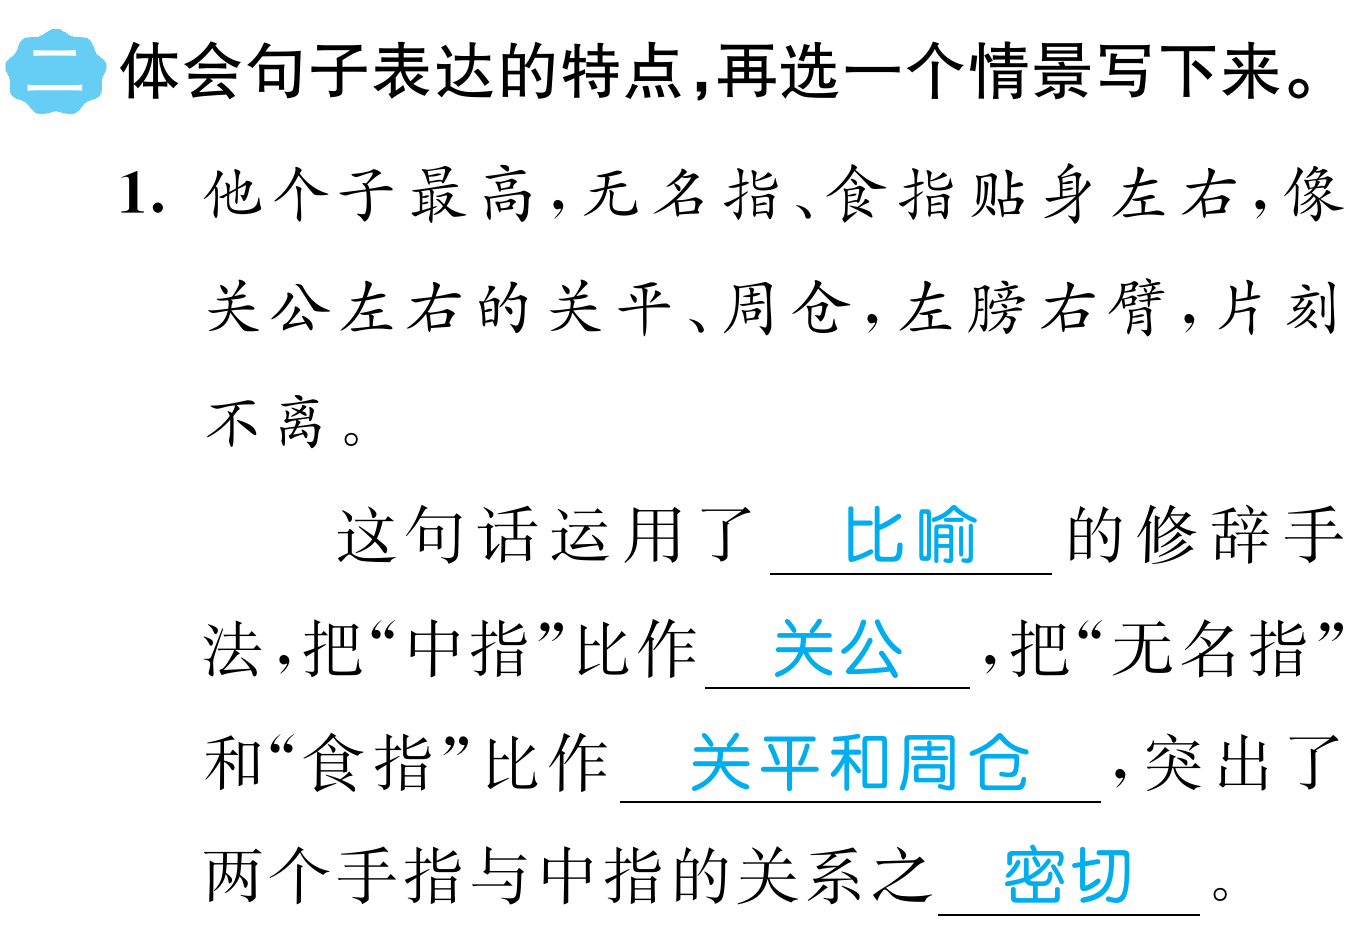 二 体会句子表达的特点,再选一个情景写下来。
1. 他个子最高,无名指、食指贴身左右,像
关公左右的关平、周仓,左膀右臂,片刻
不离。
这句话运用了 比喻 的修辞手
法,把“中指”比作 关公 ,把“无名指”
和“食指”比作 关平和周仓 ,突出了
两个手指与中指的关系之 密切 。